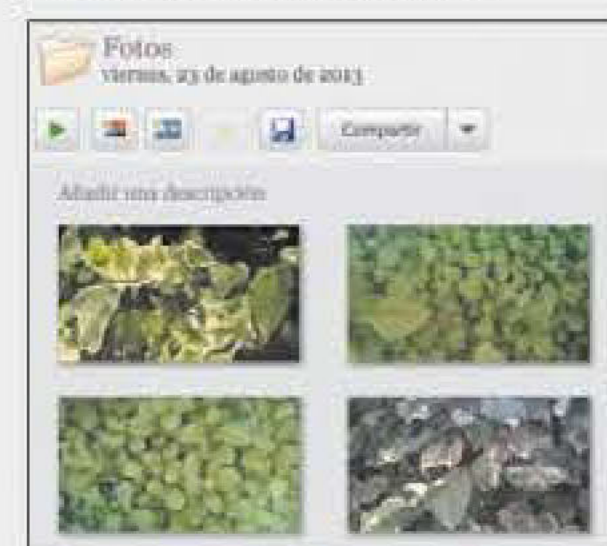 Fotos
viernes, 23 de agosto de 2013
Compartir
Añadir una descripción